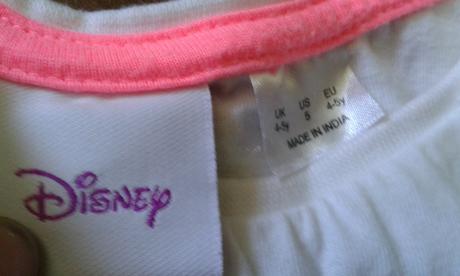 Disney
UK US EU
4-5y 5 4-5y
MADE IN INDIA